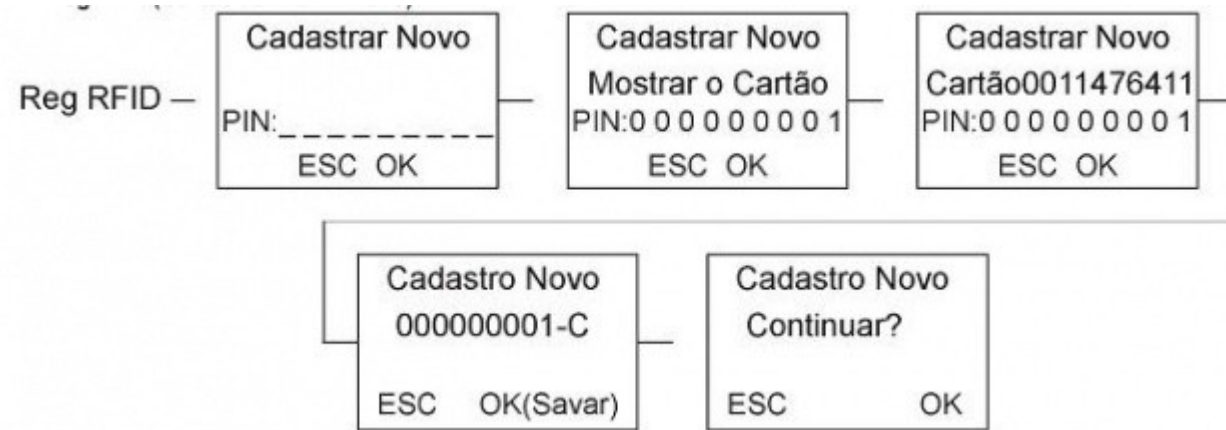 Reg RFID
Cadastrar Novo
PIN:_ _ _ _ _ _ _ _ _
ESC OK
Cadastrar Novo
Mostrar o Cartão
PIN:0 0 0 0 0 0 0 0 1
ESC OK
Cadastrar Novo
Cartão0011476411
PIN:0 0 0 0 0 0 0 0 1
ESC OK
Cadastro Novo
000000001-C
ESC OK(Savar)
Cadastro Novo
Continuar?
ESC OK